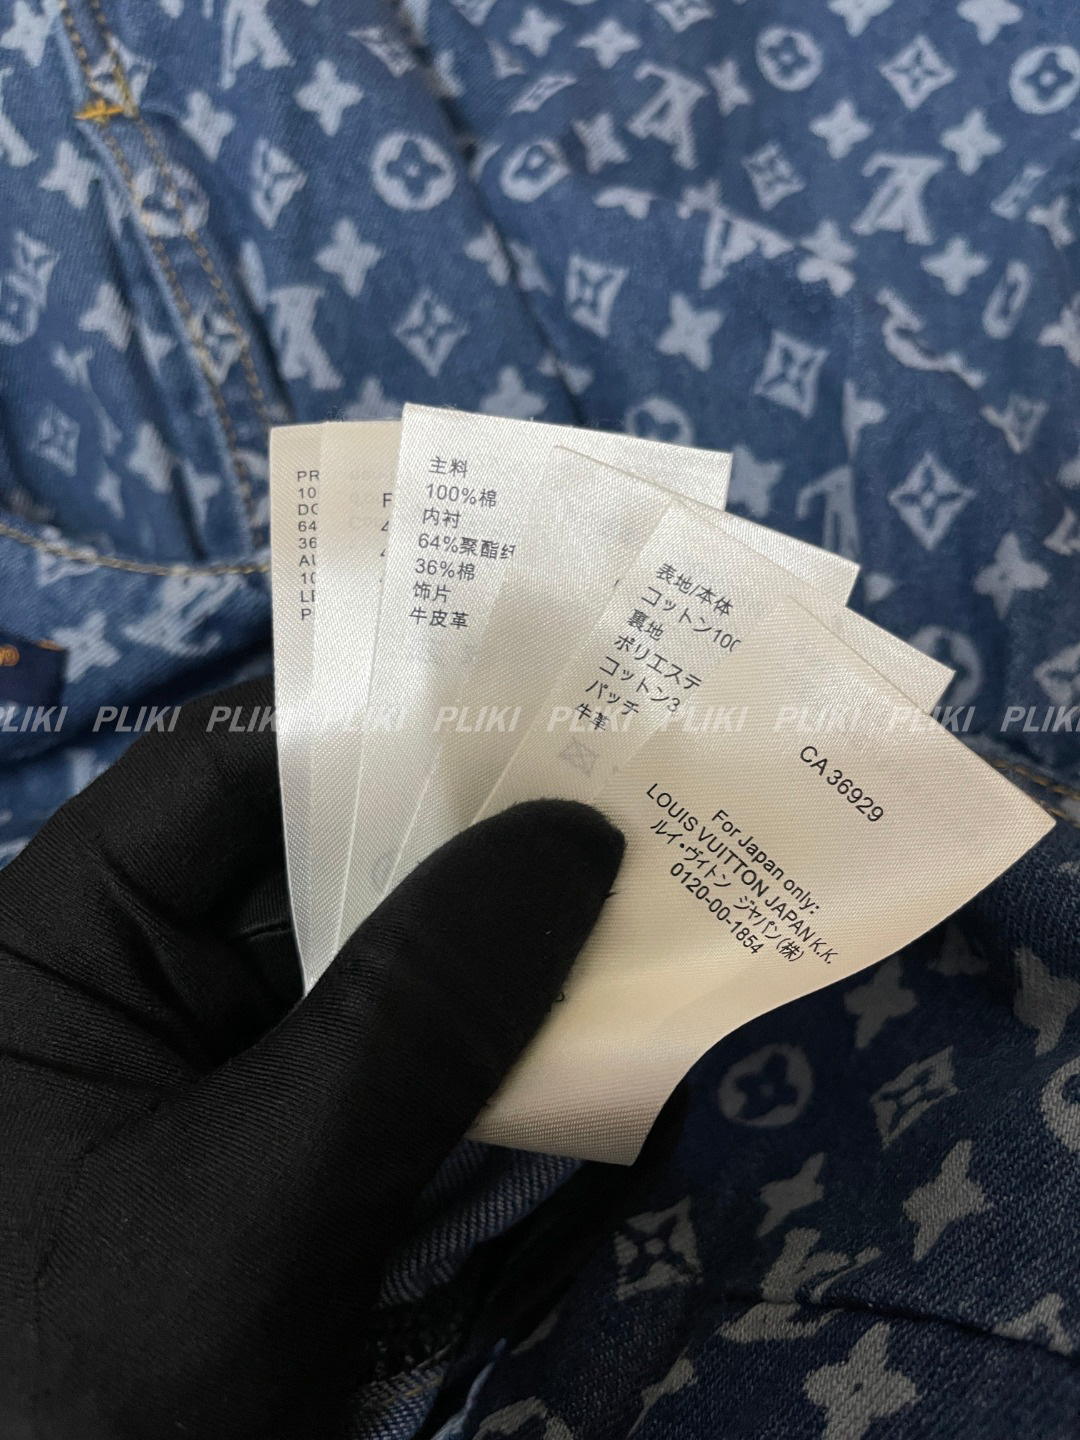 PR
10
DO
64
36
AU
10
LE
P
F
4
主料
100%棉
内衬
64%聚酯纤
36%棉
饰片
牛皮革
表地/本体
コットン100
裏地
ポリエステ
コットン3
パッチ
牛革
CA 36929
For Japan only:
LOUIS VUITTON JAPAN K.K.
ルイ・ヴィトン ジャパン(株)
0120-00-1854
PLIKI PLIKI PLIKI PLIKI PLIKI PLIKI PLIKI PLIKI PLIKI PLIK